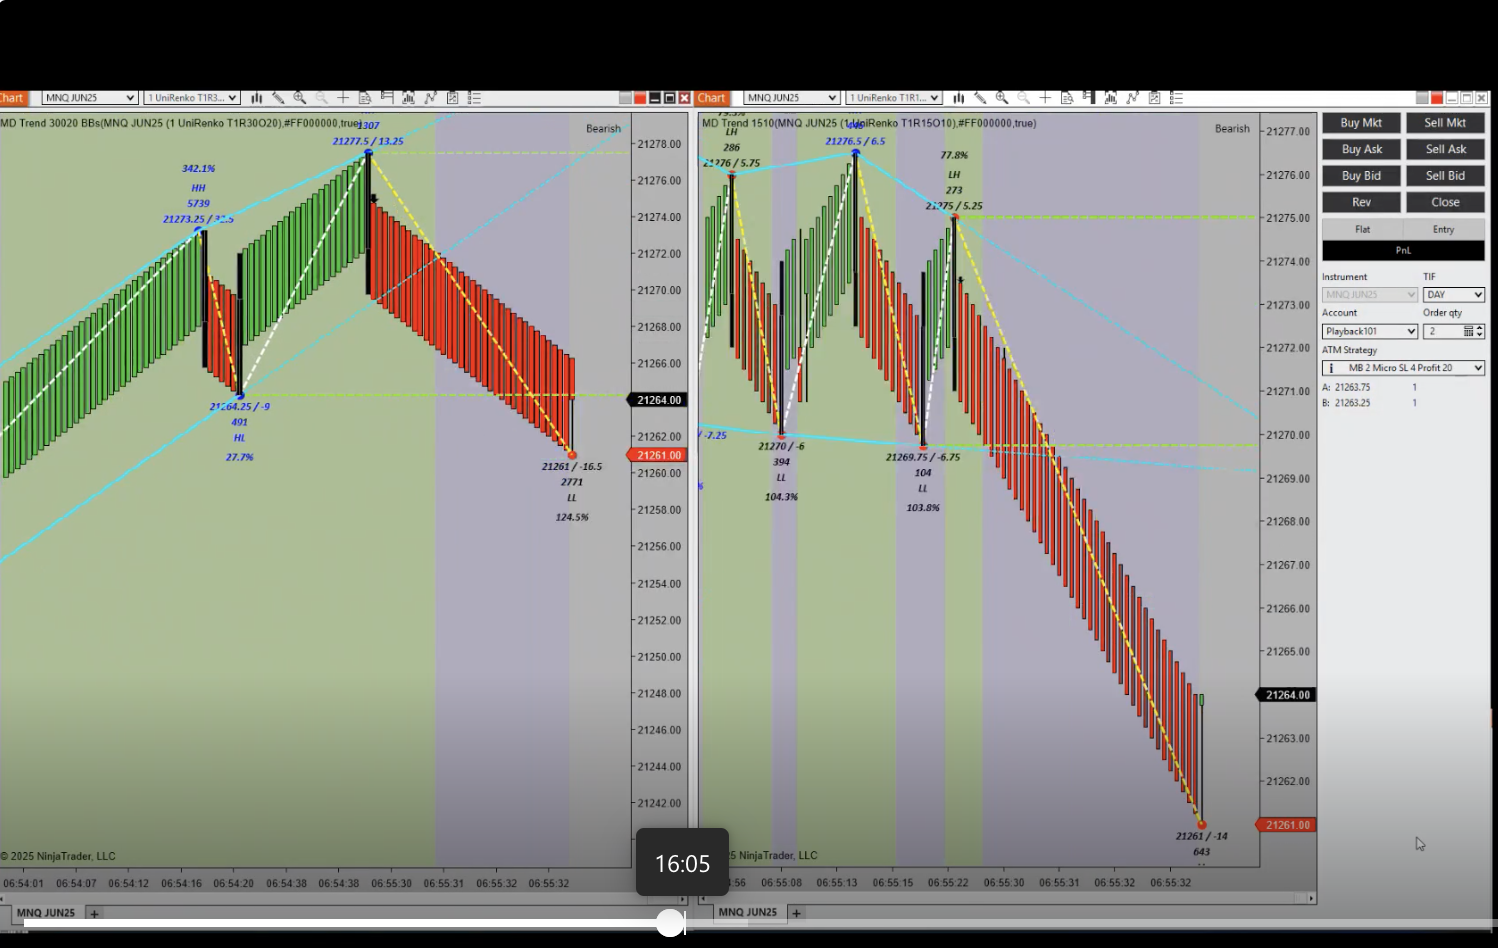 Chart
MNQ JUN25
1 UniRenko T1R3...
Chart
MNQ JUN25
1 UniRenko T1R1...
MD Trend 30020 BBs(MNQ JUN25 (1 UniRenko T1R30O20),#FF000000,true)
Bearish
1307
21277.5 / 13.25
342.1%
HH
5739
21264.25 / -9
491
HL
27.7%
21261 / -16.5
2771
LL
124.5%
21278.00
21276.00
21274.00
21272.00
21270.00
21268.00
21266.00
21264.00
21262.00
21261.00
21260.00
21258.00
21256.00
21254.00
21252.00
21250.00
21248.00
21246.00
21244.00
21242.00
© 2025 NinjaTrader, LLC
06:54:01
06:54:07
06:54:12
06:54:16
06:54:20
06:54:38
06:54:38
06:55:30
06:55:31
06:55:32
06:55:32
MNQ JUN25
+
MD Trend 1510(MNQ JUN25 (1 UniRenko T1R15O10),#FF000000,true)
Bearish
LH
286
21276 / 5.75
21276.5 / 6.5
77.8%
LH
273
21275 / 5.25
/ -7.25
21270 / -6
394
LL
104.3%
21269.75 / -6.75
104
LL
103.8%
21261 / -14
643
21277.00
21276.00
21275.00
21274.00
21273.00
21272.00
21271.00
21270.00
21269.00
21268.00
21267.00
21266.00
21265.00
21264.00
21263.00
21262.00
21261.00
25 NinjaTrader, LLC
:56
06:55:08
06:55:13
06:55:15
06:55:22
06:55:30
06:55:31
06:55:32
06:55:32
MNQ JUN25
+
16:05
Buy Mkt
Sell Mkt
Buy Ask
Sell Ask
Buy Bid
Sell Bid
Rev
Close
Flat
Entry
PnL
Instrument
TIF
MNQ JUN25
DAY
Account
Order qty
Playback101
2
ATM Strategy
MB 2 Micro SL 4 Profit 20
A: 21263.75 1
B: 21263.25 1